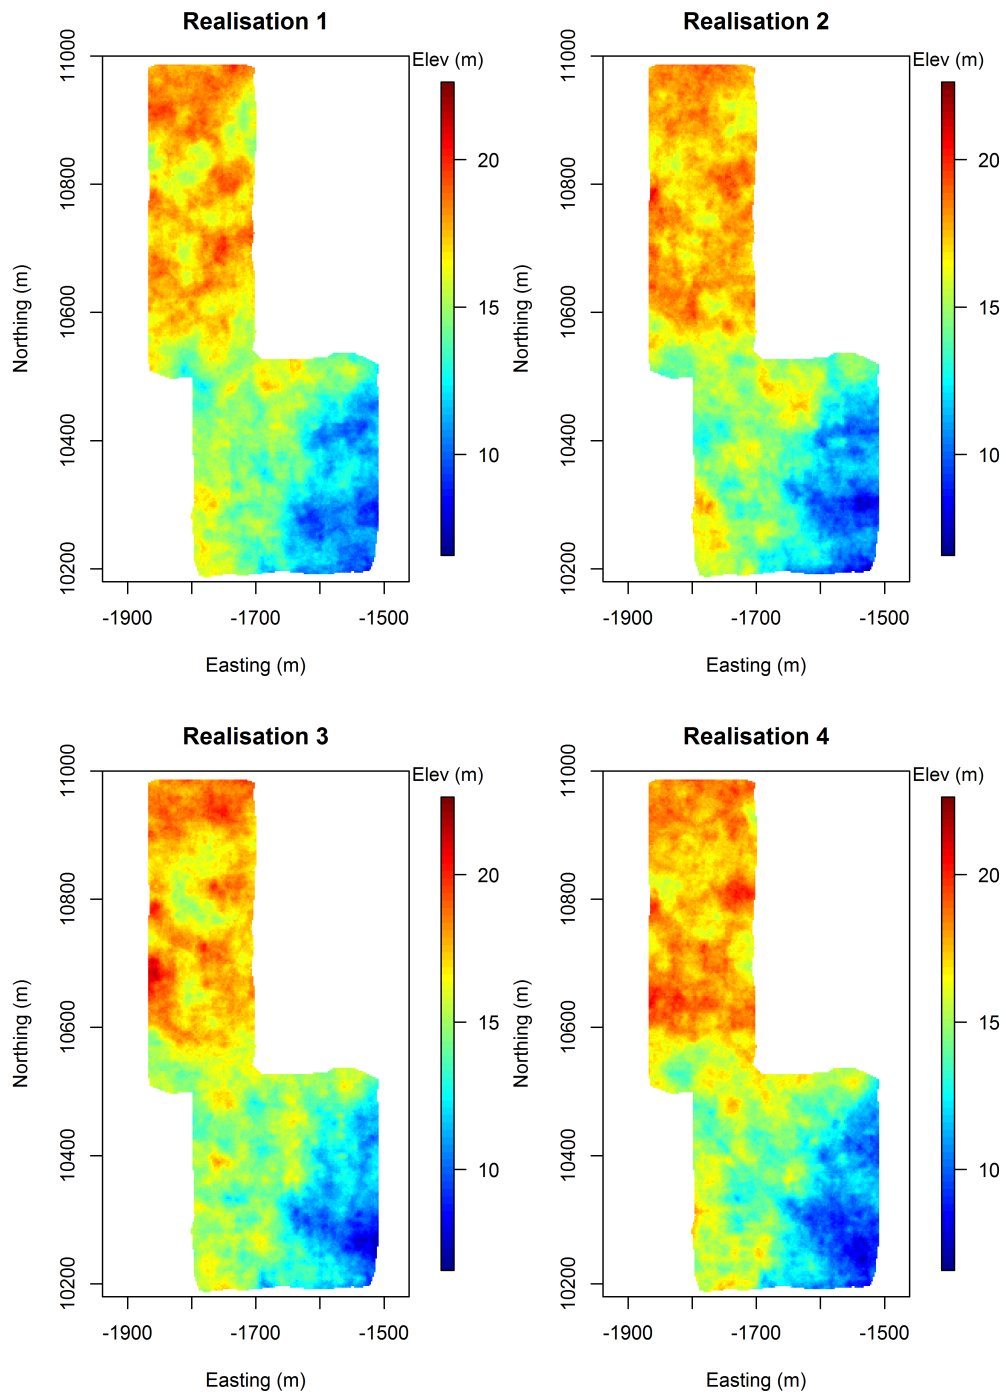 Realisation 1
Elev (m)
Northing (m)
11000
10800
10600
10400
10200
20
15
10
-1900
-1700
-1500
Easting (m)
Realisation 2
Elev (m)
Northing (m)
11000
10800
10600
10400
10200
20
15
10
-1900
-1700
-1500
Easting (m)
Realisation 3
Elev (m)
Northing (m)
11000
10800
10600
10400
10200
20
15
10
-1900
-1700
-1500
Easting (m)
Realisation 4
Elev (m)
Northing (m)
11000
10800
10600
10400
10200
20
15
10
-1900
-1700
-1500
Easting (m)